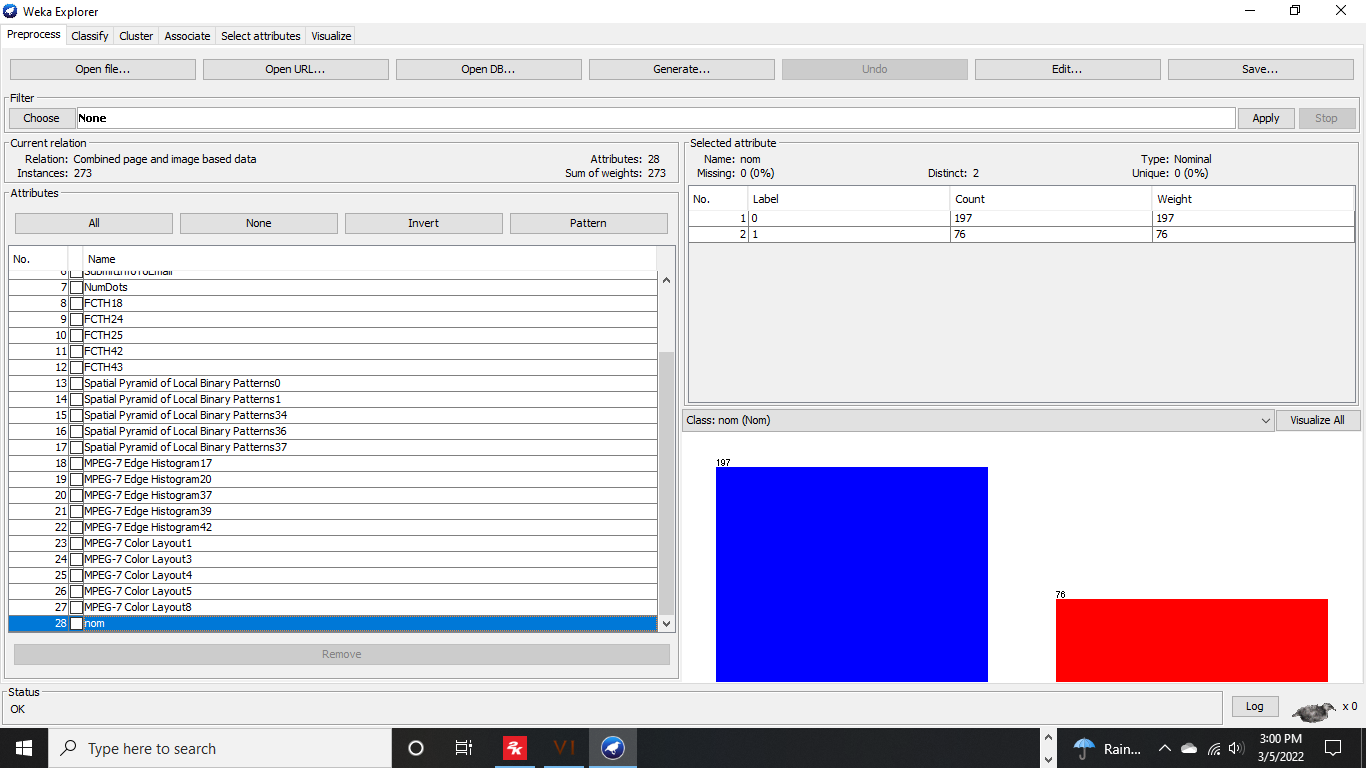 Weka Explorer
Preprocess Classify Cluster Associate Select attributes Visualize
Open file... Open URL... Open DB... Generate... Undo Edit... Save...
Filter
Choose None Apply Stop
Current relation
Relation: Combined page and image based data Attributes: 28
Instances: 273 Sum of weights: 273
Attributes
All None Invert Pattern
No. Name
6 SubmitInfoToEmail
7 NumDots
8 FCTH18
9 FCTH24
10 FCTH25
11 FCTH42
12 FCTH43
13 Spatial Pyramid of Local Binary Patterns0
14 Spatial Pyramid of Local Binary Patterns1
15 Spatial Pyramid of Local Binary Patterns34
16 Spatial Pyramid of Local Binary Patterns36
17 Spatial Pyramid of Local Binary Patterns37
18 MPEG-7 Edge Histogram17
19 MPEG-7 Edge Histogram20
20 MPEG-7 Edge Histogram37
21 MPEG-7 Edge Histogram39
22 MPEG-7 Edge Histogram42
23 MPEG-7 Color Layout1
24 MPEG-7 Color Layout3
25 MPEG-7 Color Layout4
26 MPEG-7 Color Layout5
27 MPEG-7 Color Layout8
28 nom
Remove
Selected attribute
Name: nom Type: Nominal
Missing: 0 (0%) Distinct: 2 Unique: 0 (0%)
No. Label Count Weight
1 0 197 197
2 1 76 76
Class: nom (Nom) Visualize All
197
76
Status
OK
Log x 0
Type here to search
2K
VI
Rain...
3:00 PM
3/5/2022